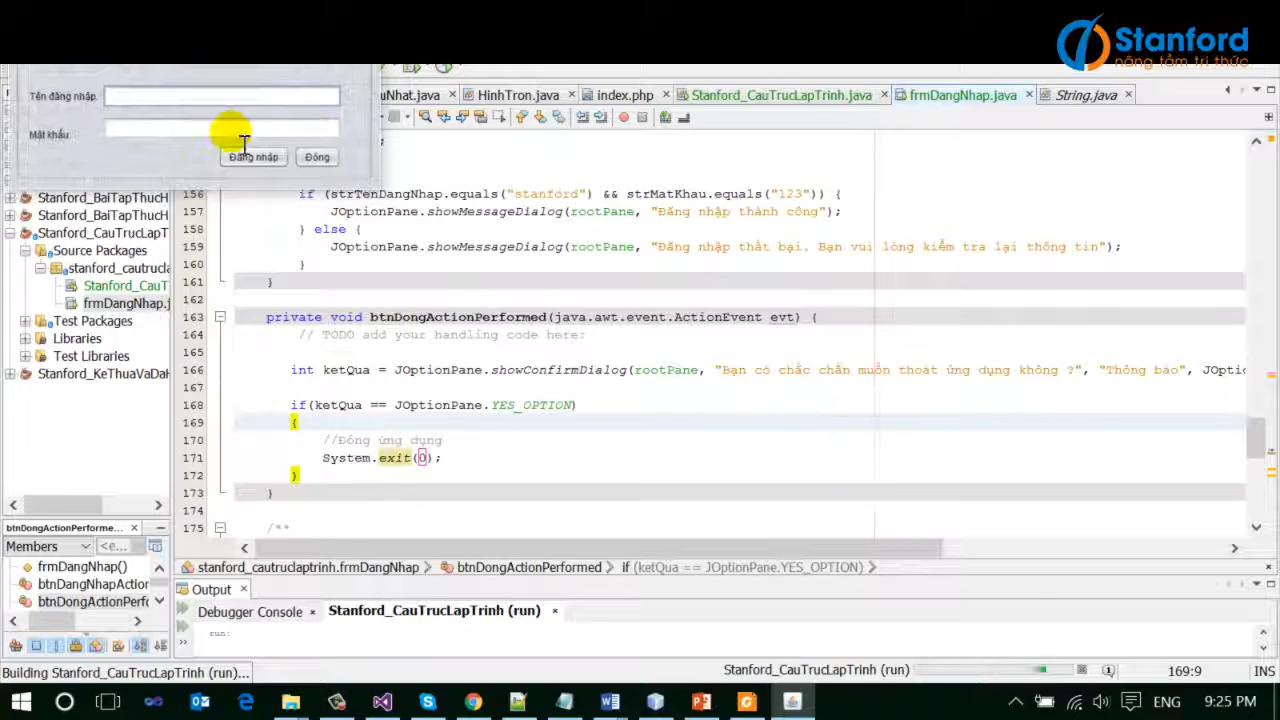 Stanford
nâng tầm tri thức
Tên đăng nhập
Mật khẩu
Đăng nhập
Đóng
uNhat.java
HinhTron.java
index.php
Stanford_CauTrucLapTrinh.java
frmDangNhap.java
String.java
Stanford_BaiTapThucH
Stanford_BaiTapThucH
Stanford_CauTrucLapT
Source Packages
stanford_cautrucla
Stanford_CauT
frmDangNhap.j
Test Packages
Libraries
Test Libraries
Stanford_KeThuaVaDaH
156 if (strTenDangNhap.equals("stanford") && strMatKhau.equals("123")) {
157 JOptionPane.showMessageDialog(rootPane, "Đăng nhập thành công");
158 } else {
159 JOptionPane.showMessageDialog(rootPane, "Đăng nhập thất bại. Bạn vui lòng kiểm tra lại thông tin");
160 }
161 }
162
163 private void btnDongActionPerformed(java.awt.event.ActionEvent evt) {
164 // TODO add your handling code here:
165
166 int ketQua = JOptionPane.showConfirmDialog(rootPane, "Bạn có chắc chắn muốn thoát ứng dụng không ?", "Thông báo", JOptio
167
168 if(ketQua == JOptionPane.YES_OPTION)
169 {
170 //Đóng ứng dụng
171 System.exit(0);
172 }
173 }
174
175 /**
btnDongActionPerforme...
Members
<e...
frmDangNhap()
btnDangNhapAction
btnDongActionPerfo
stanford_cautruclaptrinh.frmDangNhap
btnDongActionPerformed
if (ketQua == JOptionPane.YES_OPTION)
Output
Debugger Console
Stanford_CauTrucLapTrinh (run)
run:
Building Stanford_CauTrucLapTrinh (run)...
Stanford_CauTrucLapTrinh (run)
169:9
INS
ENG
9:25 PM